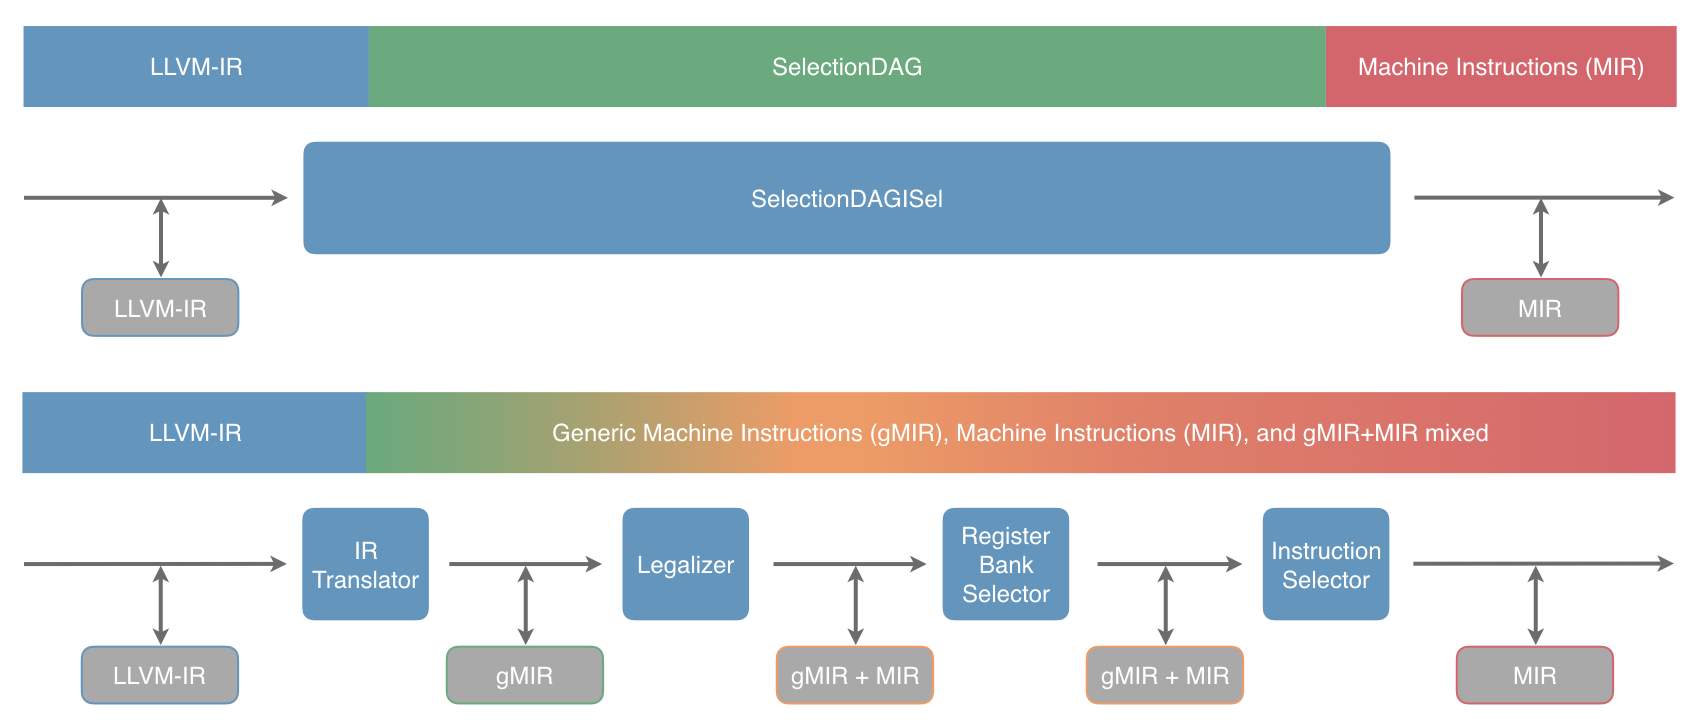 LLVM-IR
SelectionDAG
Machine Instructions (MIR)
SelectionDAGISel
LLVM-IR
MIR
LLVM-IR
Generic Machine Instructions (gMIR), Machine Instructions (MIR), and gMIR+MIR mixed
IR
Translator
Legalizer
Register
Bank
Selector
Instruction
Selector
LLVM-IR
gMIR
gMIR + MIR
gMIR + MIR
MIR